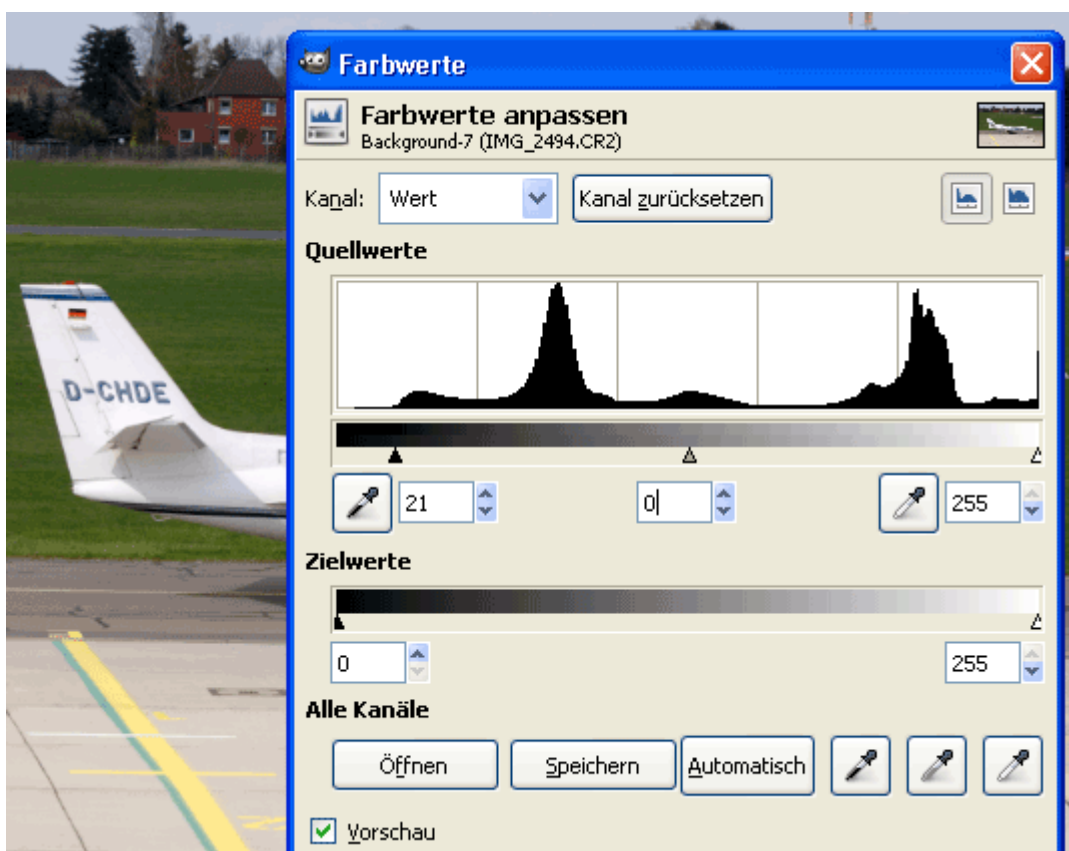 Farbwerte
Farbwerte anpassen
Background-7 (IMG_2494.CR2)
Kanal: Wert Kanal zurücksetzen
Quellwerte
D-CHDE
21 0 255
Zielwerte
0 255
Alle Kanäle
Öffnen Speichern Automatisch
Vorschau